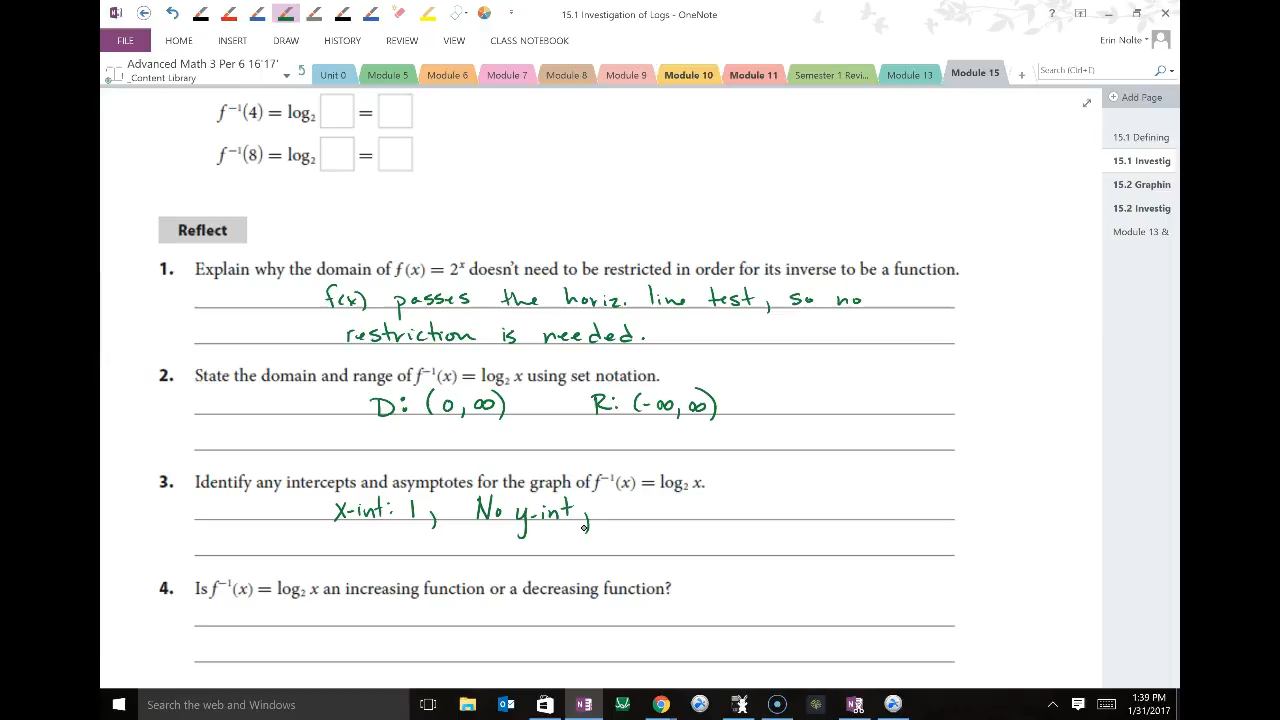 15.1 Investigation of Logs - OneNote
FILE HOME INSERT DRAW HISTORY REVIEW VIEW CLASS NOTEBOOK
Erin Nolte
Advanced Math 3 Per 6 16'17'
_Content Library
Unit 0 Module 5 Module 6 Module 7 Module 8 Module 9 Module 10 Module 11 Semester 1 Revi... Module 13 Module 15
Search (Ctrl+E)
Add Page
15.1 Defining
15.1 Investig
15.2 Graphin
15.2 Investig
Module 13 &
f⁻¹(4) = log₂ =
f⁻¹(8) = log₂ =
Reflect
1. Explain why the domain of f(x) = 2ˣ doesn't need to be restricted in order for its inverse to be a function.
f(x) passes the horiz. line test, so no
restriction is needed.
2. State the domain and range of f⁻¹(x) = log₂ x using set notation.
D: (0, ∞) R: (-∞, ∞)
3. Identify any intercepts and asymptotes for the graph of f⁻¹(x) = log₂ x.
x-int: 1, No y-int,
4. Is f⁻¹(x) = log₂ x an increasing function or a decreasing function?
Search the web and Windows
1:39 PM
1/31/2017